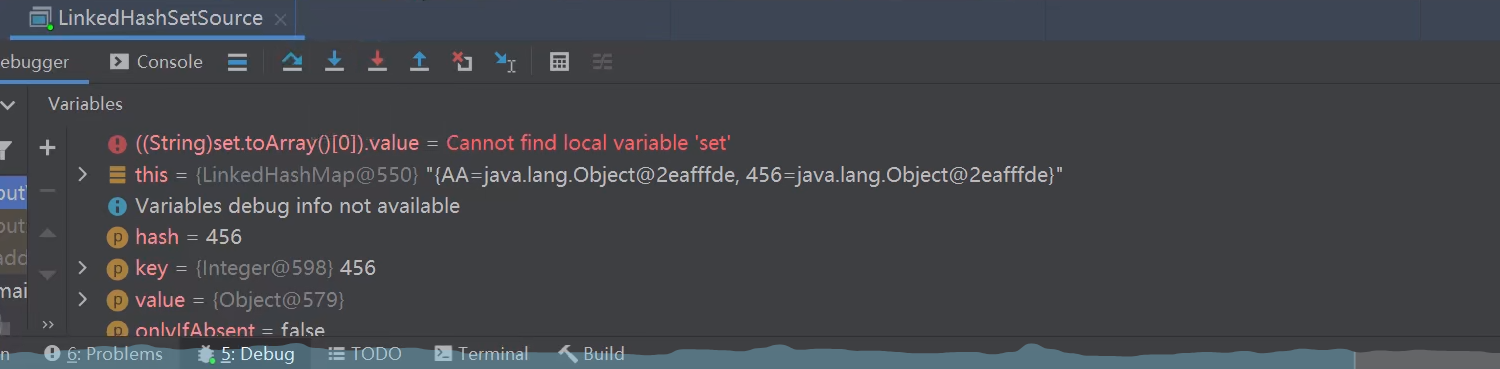 LinkedHashSetSource
ebugger
Console
Variables
((String)set.toArray()[0]).value = Cannot find local variable 'set'
this = {LinkedHashMap@550} "{AA=java.lang.Object@2eafffde, 456=java.lang.Object@2eafffde}"
Variables debug info not available
hash = 456
key = {Integer@598} 456
value = {Object@579}
onlyIfAbsent = false
out
out
add
mai
n
6: Problems
5: Debug
TODO
Terminal
Build